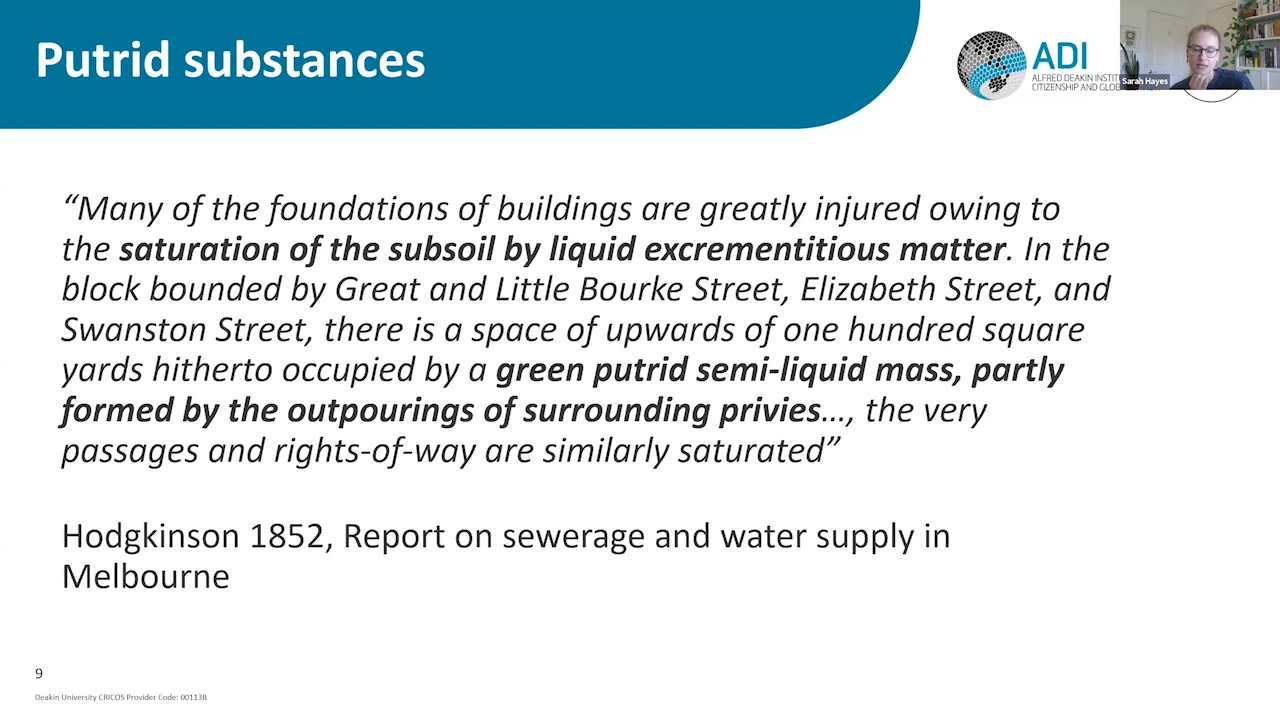 Putrid substances
ADI
ALFRED DEAKIN
CITIZENSHIP AND
Sarah Hayes
“Many of the foundations of buildings are greatly injured owing to
the saturation of the subsoil by liquid excrementitious matter. In the
block bounded by Great and Little Bourke Street, Elizabeth Street, and
Swanston Street, there is a space of upwards of one hundred square
yards hitherto occupied by a green putrid semi-liquid mass, partly
formed by the outpourings of surrounding privies…, the very
passages and rights-of-way are similarly saturated”
Hodgkinson 1852, Report on sewerage and water supply in
Melbourne
9
Deakin University CRICOS Provider Code: 00113B